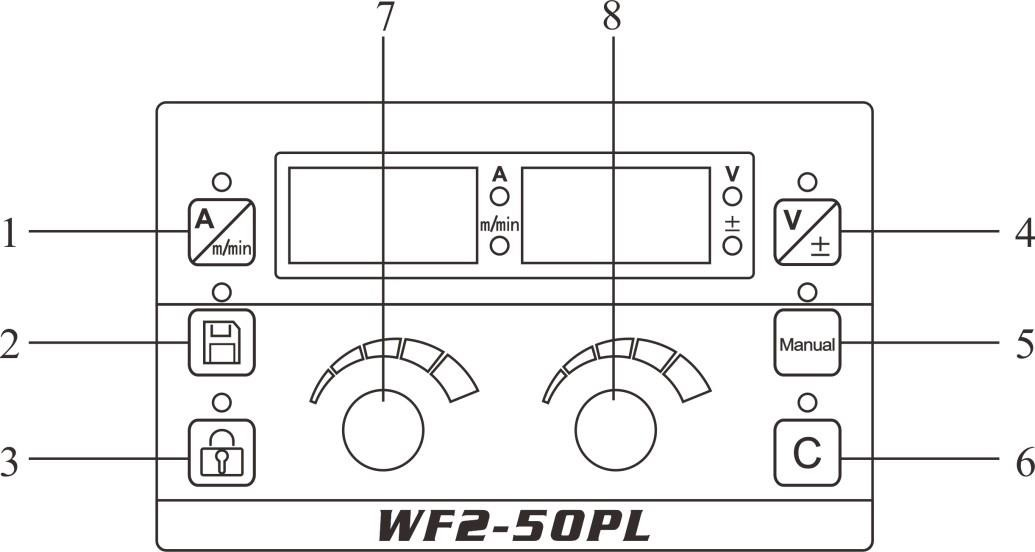 7 8
A V
A m/min
m/min ±
V ±
1 4
2 Manual 5
3 C 6
WF2-50PL